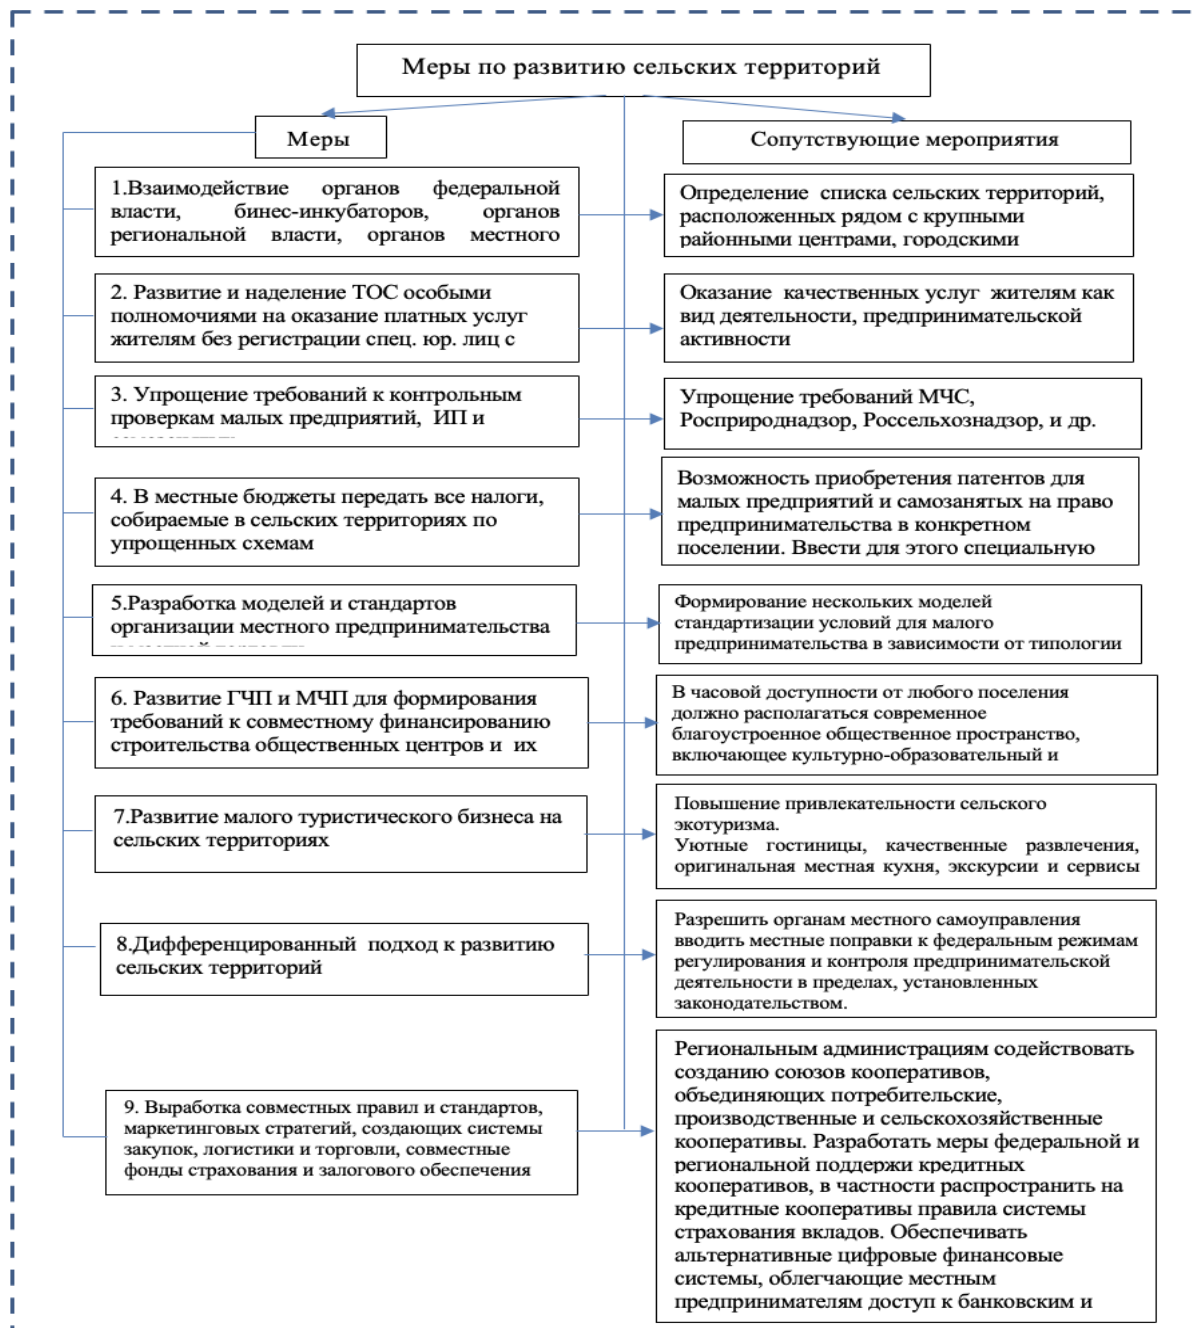 Меры по развитию сельских территорий
Меры
Сопутствующие мероприятия
1.Взаимодействие органов федеральной
власти, бинес-инкубаторов, органов
региональной власти, органов местного
Определение списка сельских территорий,
расположенных рядом с крупными
районными центрами, городскими
2. Развитие и наделение ТОС особыми
полномочиями на оказание платных услуг
жителям без регистрации спец. юр. лиц с
Оказание качественных услуг жителям как
вид деятельности, предпринимательской
активности
3. Упрощение требований к контрольным
проверкам малых предприятий, ИП и
Упрощение требований МЧС,
Росприроднадзор, Россельхознадзор, и др.
4. В местные бюджеты передать все налоги,
собираемые в сельских территориях по
упрощенных схемам
Возможность приобретения патентов для
малых предприятий и самозанятых на право
предпринимательства в конкретном
поселении. Ввести для этого специальную
5.Разработка моделей и стандартов
организации местного предпринимательства
Формирование нескольких моделей
стандартизации условий для малого
предпринимательства в зависимости от типологии
6. Развитие ГЧП и МЧП для формирования
требований к совместному финансированию
строительства общественных центров и их
В часовой доступности от любого поселения
должно располагаться современное
благоустроенное общественное пространство,
включающее культурно-образовательный и
7.Развитие малого туристического бизнеса на
сельских территориях
Повышение привлекательности сельского
экотуризма.
Уютные гостиницы, качественные развлечения,
оригинальная местная кухня, экскурсии и сервисы
8.Дифференцированный подход к развитию
сельских территорий
Разрешить органам местного самоуправления
вводить местные поправки к федеральным режимам
регулирования и контроля предпринимательской
деятельности в пределах, установленных
законодательством.
9. Выработка совместных правил и стандартов,
маркетинговых стратегий, создающих системы
закупок, логистики и торговли, совместные
фонды страхования и залогового обеспечения
Региональным администрациям содействовать
созданию союзов кооперативов,
объединяющих потребительские,
производственные и сельскохозяйственные
кооперативы. Разработать меры федеральной и
региональной поддержи кредитных
кооперативов, в частности распространить на
кредитные кооперативы правила системы
страхования вкладов. Обеспечивать
альтернативные цифровые финансовые
системы, облегчающие местным
предпринимателям доступ к банковским и